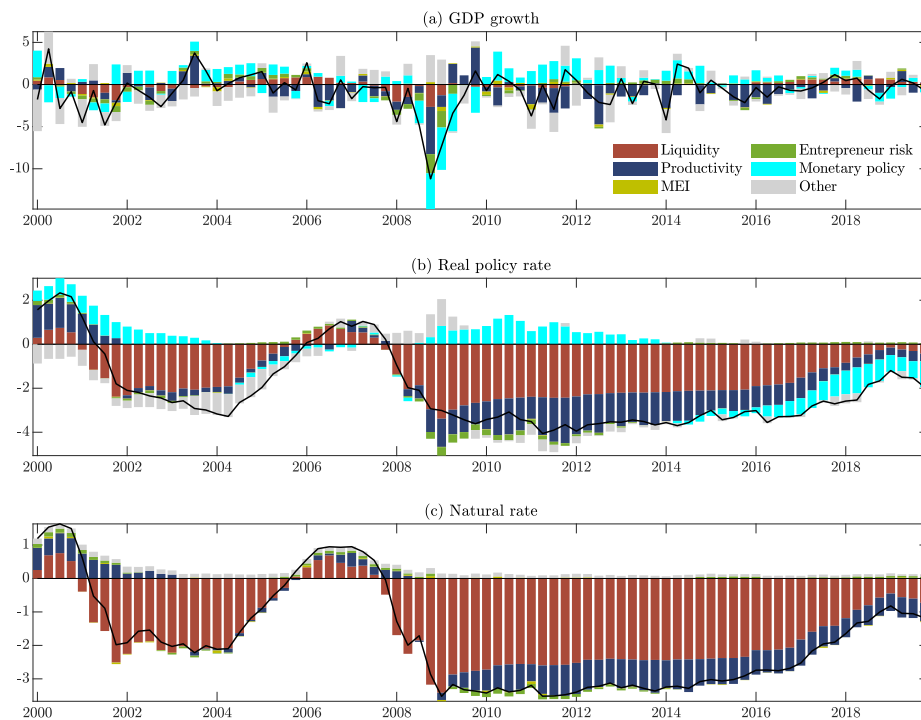 (a) GDP growth
5
0
-5
-10
Liquidity
Productivity
MEI
Entrepreneur risk
Monetary policy
Other
2000 2002 2004 2006 2008 2010 2012 2014 2016 2018
(b) Real policy rate
2
0
-2
-4
2000 2002 2004 2006 2008 2010 2012 2014 2016 2018
(c) Natural rate
1
0
-1
-2
-3
2000 2002 2004 2006 2008 2010 2012 2014 2016 2018